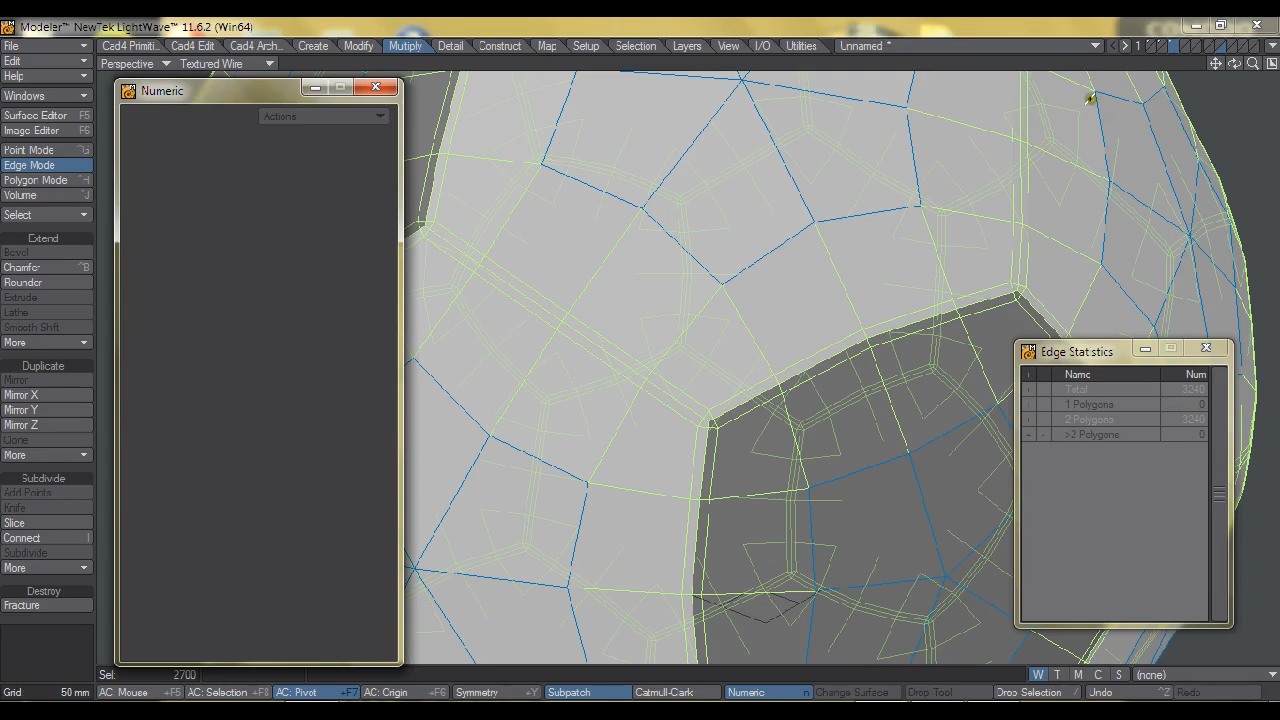 Modeler™ NewTek LightWave™ 11.6.2 (Win64)
File Cad4 Primiti... Cad4 Edit Cad4 Arch... Create Modify Multiply Detail Construct Map Setup Selection Layers View I/O Utilities Unnamed * 1
Edit Perspective Textured Wire
Help
Windows
Surface Editor F5
Image Editor F6
Point Mode ^G
Edge Mode
Polygon Mode ^H
Volume ^J
Select
Extend
Bevel
Chamfer ^B
Rounder
Extrude
Lathe
Smooth Shift
More
Duplicate
Mirror
Mirror X
Mirror Y
Mirror Z
Clone
More
Subdivide
Add Points
Knife
Slice
Connect l
Subdivide
More
Destroy
Fracture
Numeric
Actions
Edge Statistics
Name Num
Total 3240
1 Polygons 0
2 Polygons 3240
>2 Polygons 0
Sel: 2700 W T M C S (none)
Grid 50 mm AC: Mouse +F5 AC: Selection +F8 AC: Pivot +F7 AC: Origin +F6 Symmetry +Y Subpatch Catmull-Clark Numeric n Change Surface Drop Tool Drop Selection / Undo ^Z Redo